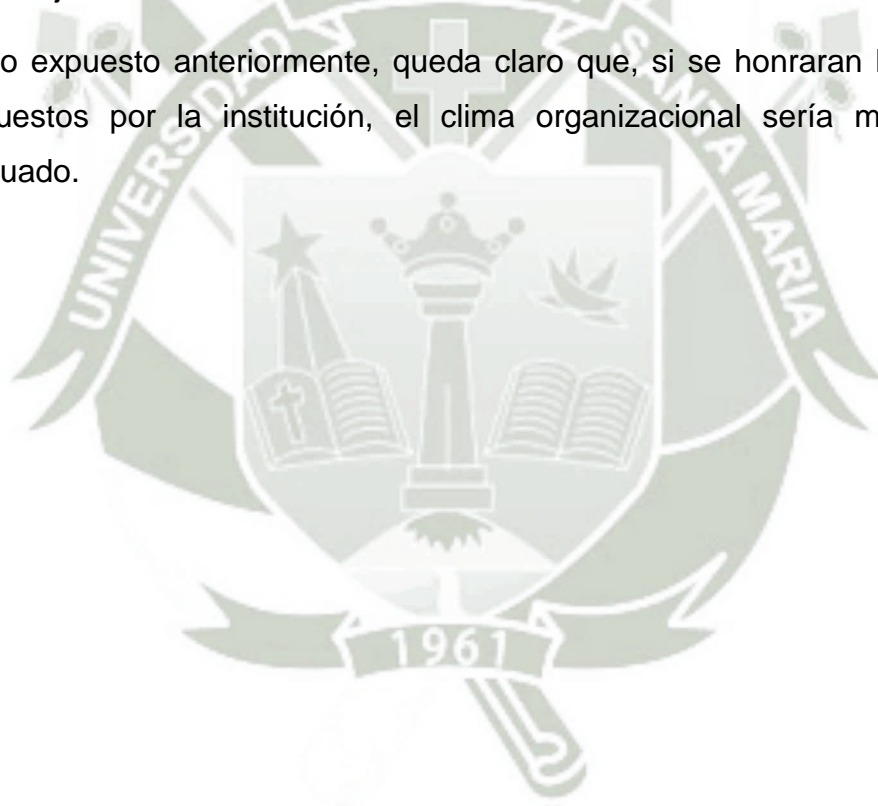 o expuesto anteriormente, queda claro que, si se honraran l
uestos por la institución, el clima organizacional sería m
uado.
UNIVERSIDAD
SANTA MARIA
1961